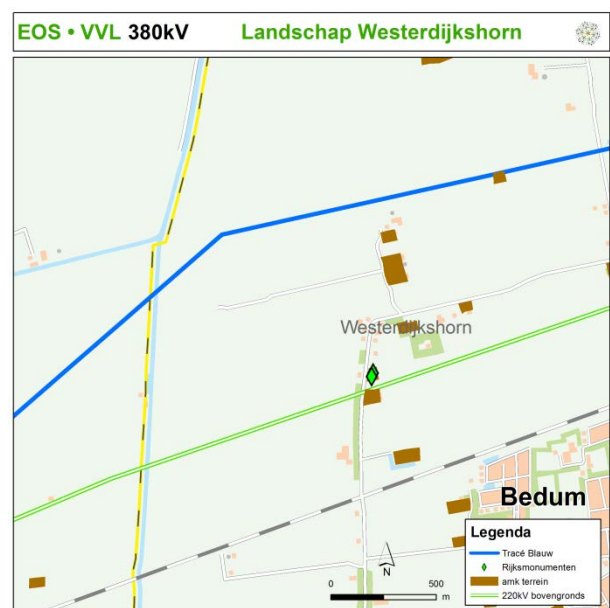 EOS • VVL 380kV Landschap Westerdijkshorn
Westerdijkshorn
Bedum
Legenda
Tracé Blauw
Rijksmonumenten
amk terrein
220kV bovengronds
N
0 500
m